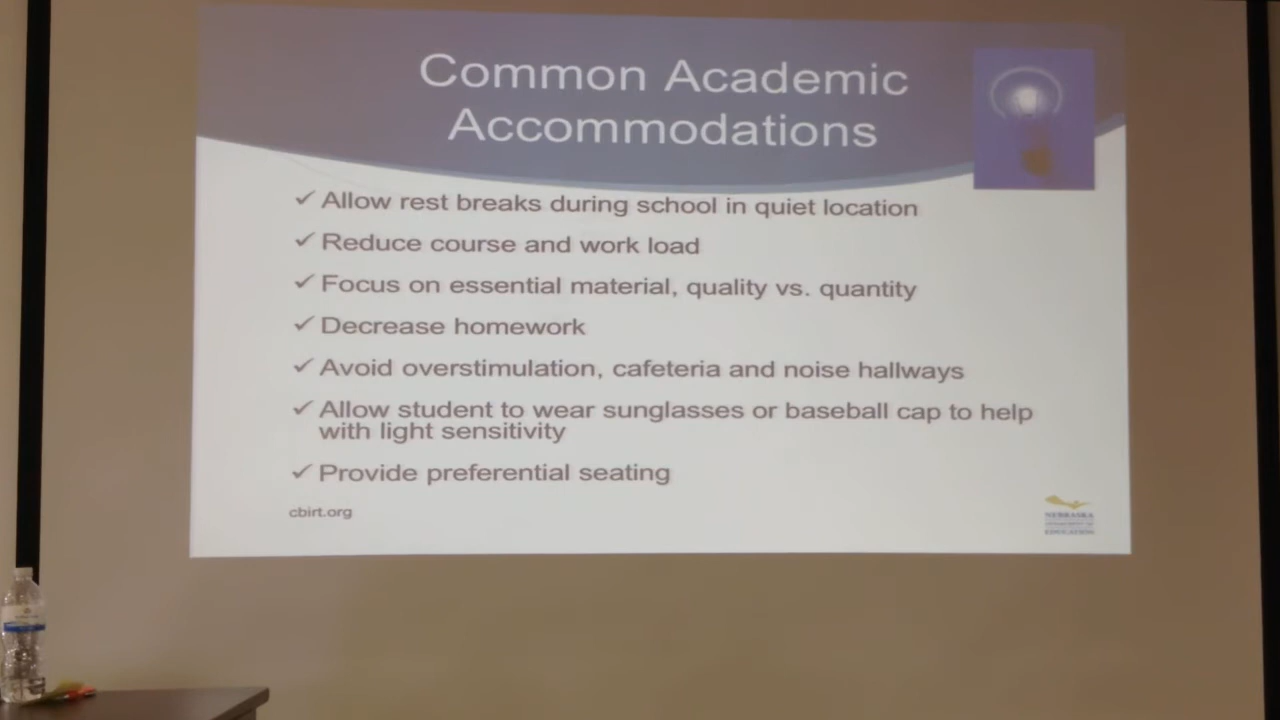 Common Academic
Accommodations
✓ Allow rest breaks during school in quiet location
✓ Reduce course and work load
✓ Focus on essential material, quality vs. quantity
✓ Decrease homework
✓ Avoid overstimulation, cafeteria and noise hallways
✓ Allow student to wear sunglasses or baseball cap to help
with light sensitivity
✓ Provide preferential seating
cbirt.org
NEBRASKA
EDUCATION